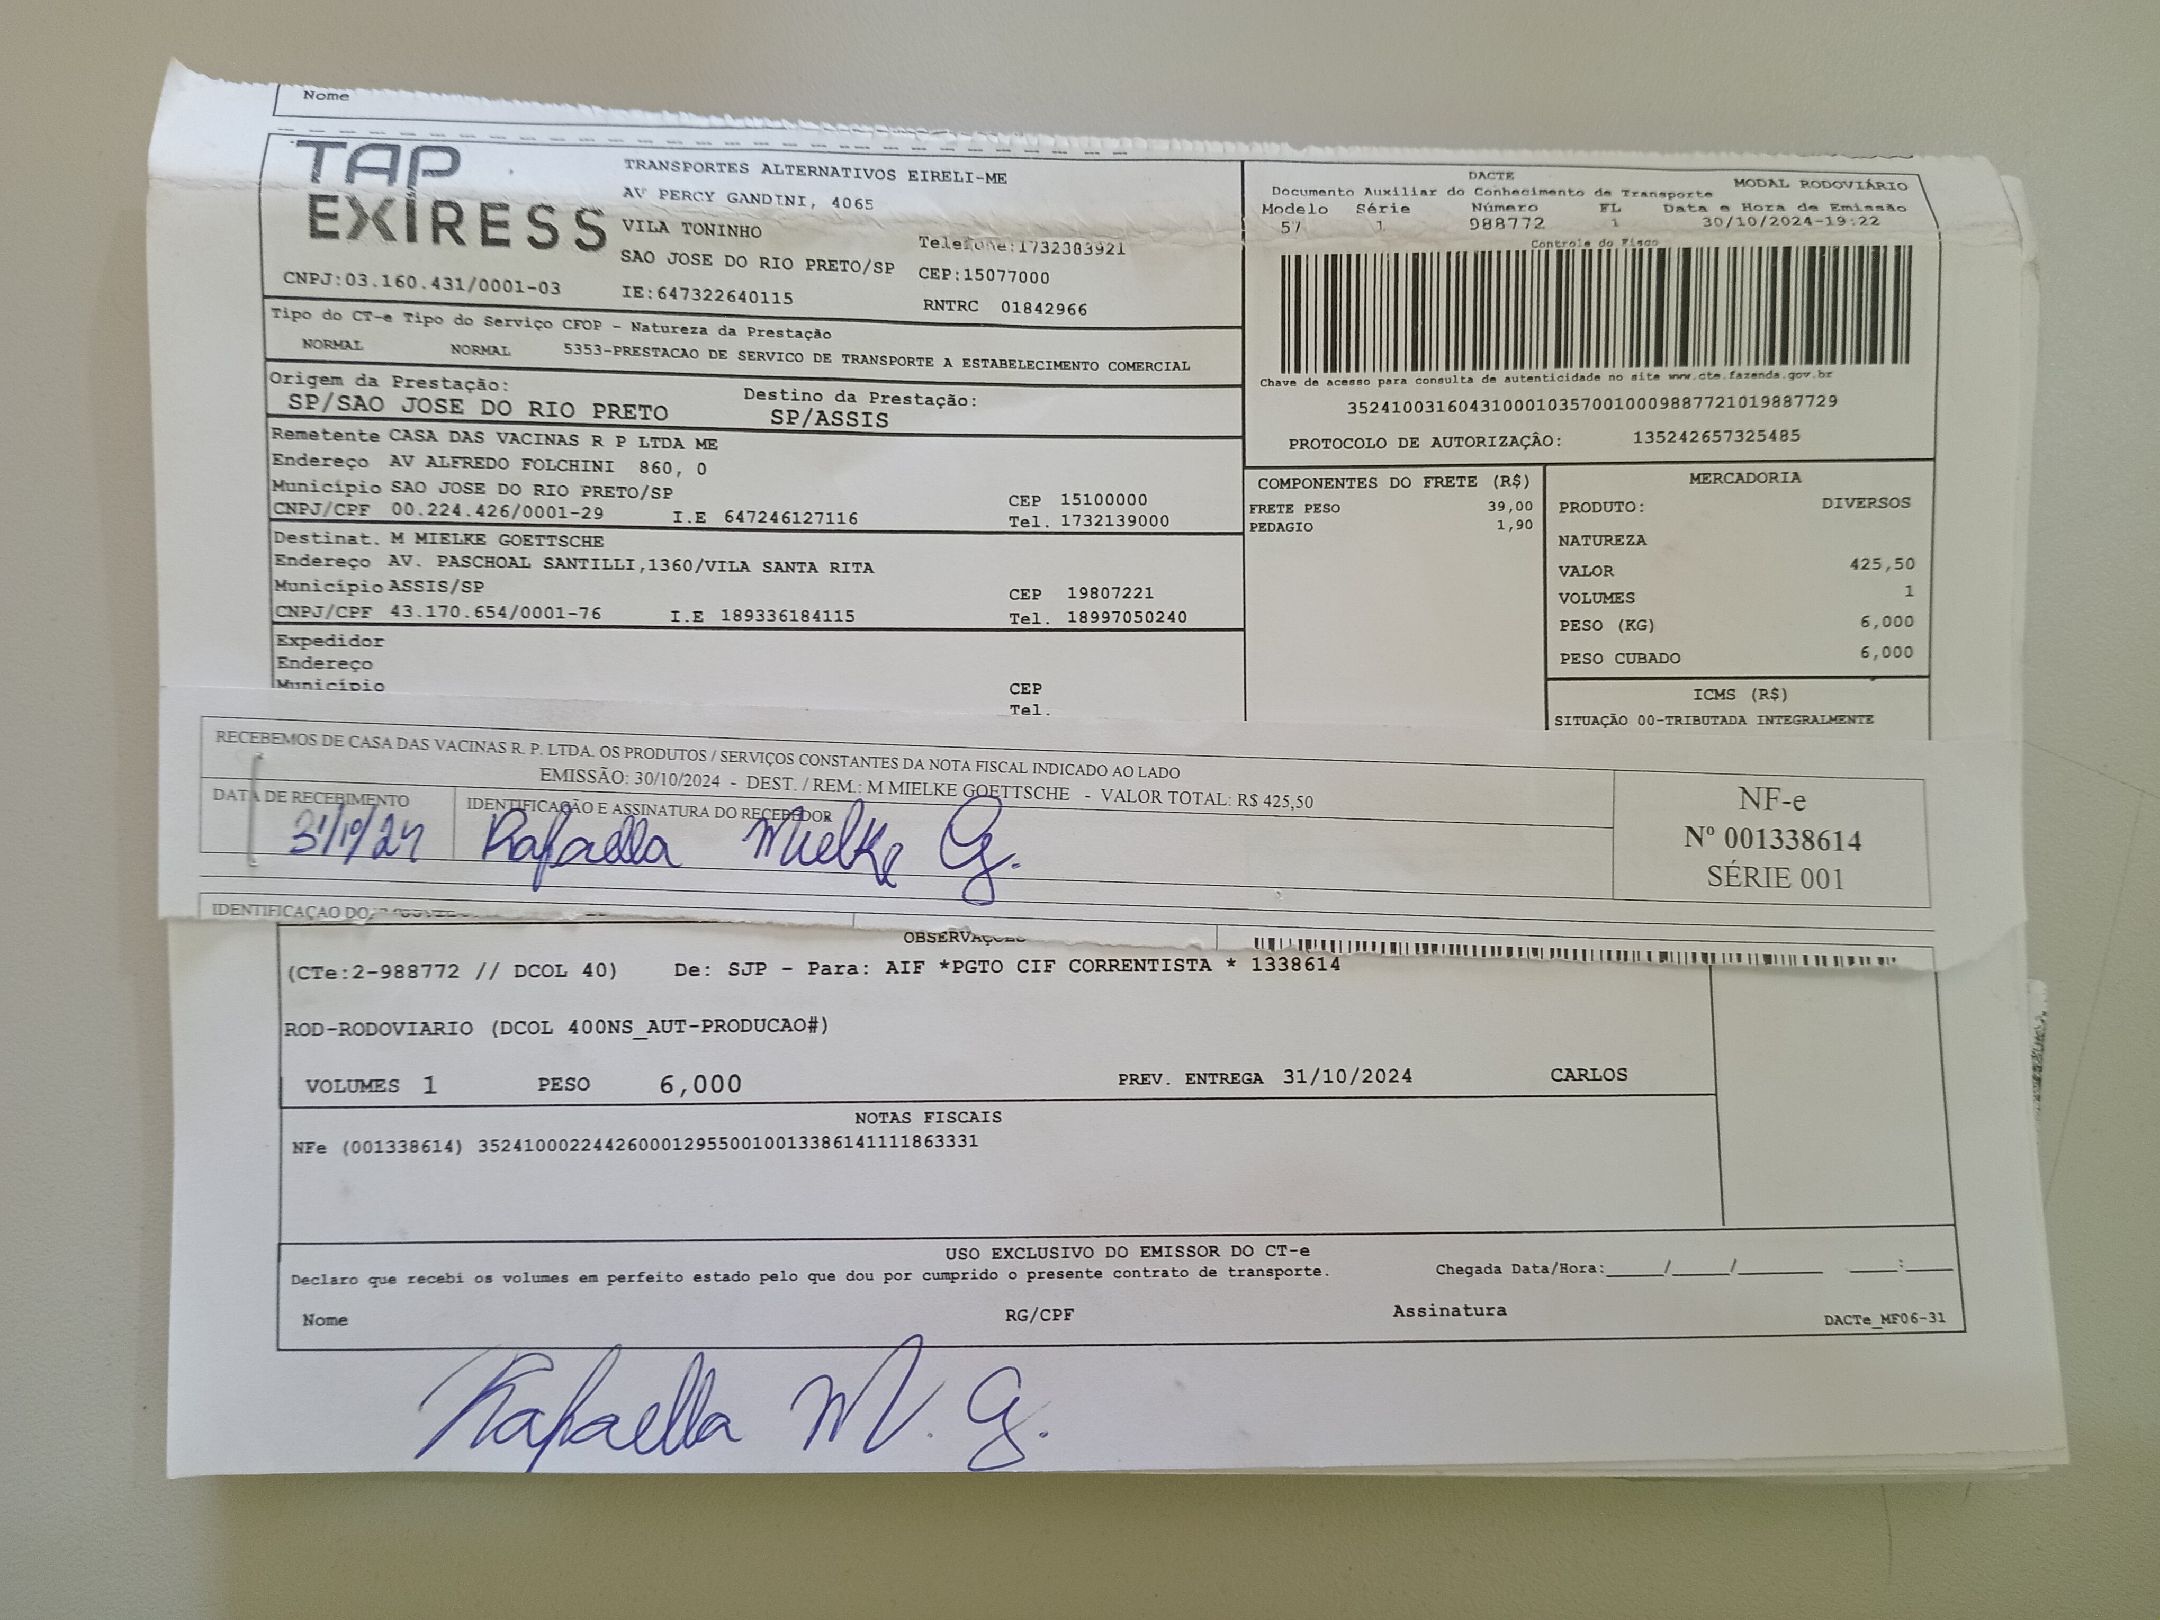 Nome
TAP
EXIRESS
TRANSPORTES ALTERNATIVOS EIRELI-ME
AV PERCY GANDINI, 4065
VILA TONINHO
Telefone:1732383921
SAO JOSE DO RIO PRETO/SP CEP:15077000
CNPJ:03.160.431/0001-03 IE:647322640115 RNTRC 01842966
DACTE
Documento Auxiliar do Conhecimento de Transporte MODAL RODOVIÁRIO
Modelo Série Número FL Data e Hora de Emissão
57 1 988772 1 30/10/2024-19:22
Controle do Fisco
Chave de acesso para consulta de autenticidade no site www.cte.fazenda.gov.br
35241003160431000103570010009887721019887729
PROTOCOLO DE AUTORIZAÇÃO: 135242657325485
Tipo do CT-e Tipo do Serviço CFOP - Natureza da Prestação
NORMAL NORMAL 5353-PRESTACAO DE SERVICO DE TRANSPORTE A ESTABELECIMENTO COMERCIAL
Origem da Prestação: Destino da Prestação:
SP/SAO JOSE DO RIO PRETO SP/ASSIS
Remetente CASA DAS VACINAS R P LTDA ME
Endereço AV ALFREDO FOLCHINI 860, 0
Município SAO JOSE DO RIO PRETO/SP CEP 15100000
CNPJ/CPF 00.224.426/0001-29 I.E 647246127116 Tel. 1732139000
Destinat. M MIELKE GOETTSCHE
Endereço AV. PASCHOAL SANTILLI,1360/VILA SANTA RITA
Município ASSIS/SP CEP 19807221
CNPJ/CPF 43.170.654/0001-76 I.E 189336184115 Tel. 18997050240
Expedidor
Endereço
Município CEP
Tel.
COMPONENTES DO FRETE (R$)
FRETE PESO 39,00
PEDAGIO 1,90
MERCADORIA
PRODUTO: DIVERSOS
NATUREZA
VALOR 425,50
VOLUMES 1
PESO (KG) 6,000
PESO CUBADO 6,000
ICMS (R$)
SITUAÇÃO 00-TRIBUTADA INTEGRALMENTE
RECEBEMOS DE CASA DAS VACINAS R. P. LTDA. OS PRODUTOS / SERVIÇOS CONSTANTES DA NOTA FISCAL INDICADO AO LADO
EMISSÃO: 30/10/2024 - DEST. / REM.: M MIELKE GOETTSCHE - VALOR TOTAL: R$ 425,50
DATA DE RECEBIMENTO IDENTIFICAÇÃO E ASSINATURA DO RECEBEDOR
31/10/24 Rafaella Mielke G.
NF-e
Nº 001338614
SÉRIE 001
IDENTIFICAÇAO DO
OBSERVAÇÕES
(CTe:2-988772 // DCOL 40) De: SJP - Para: AIF *PGTO CIF CORRENTISTA * 1338614
ROD-RODOVIARIO (DCOL 400NS_AUT-PRODUCAO#)
VOLUMES 1 PESO 6,000 PREV. ENTREGA 31/10/2024 CARLOS
NOTAS FISCAIS
NFe (001338614) 35241000224426000129550010013386141111863331
USO EXCLUSIVO DO EMISSOR DO CT-e
Declaro que recebi os volumes em perfeito estado pelo que dou por cumprido o presente contrato de transporte. Chegada Data/Hora:____/____/______ ____:____
Nome RG/CPF Assinatura DACTe_MF06-31
Rafaella M. G.